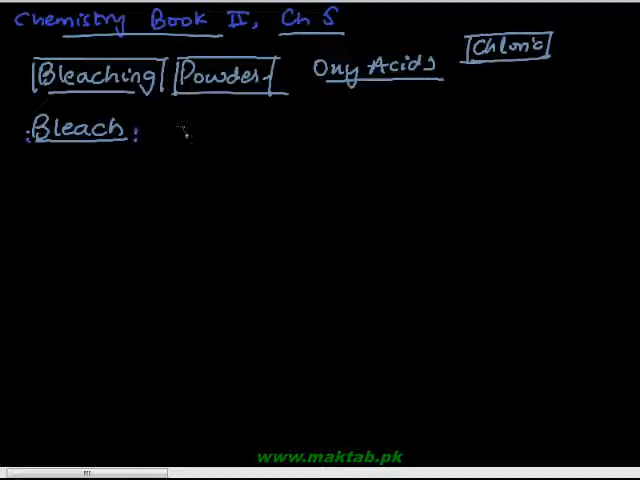 Chemistry Book II, Ch 5
Bleaching Powder Oxy Acids Chloric
: Bleach :
www.maktab.pk